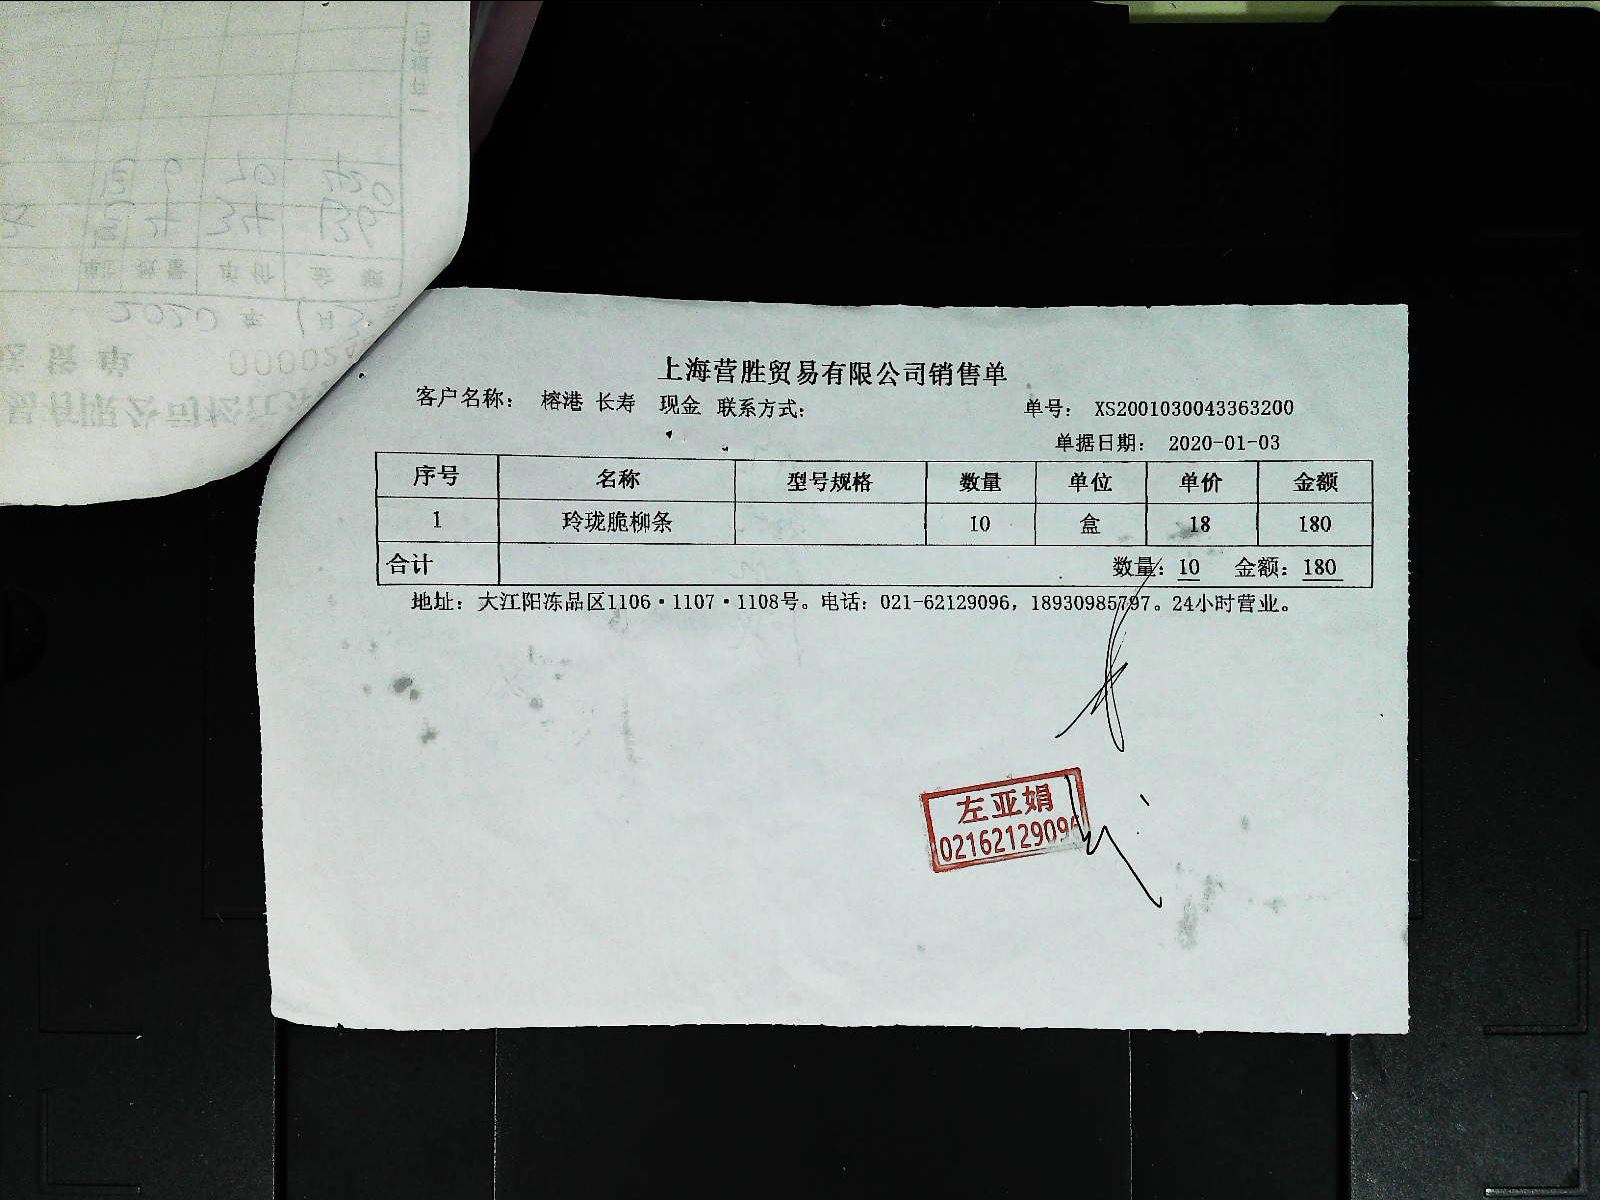 上海营胜贸易有限公司销售单
客户名称： 榕港 长寿 现金 联系方式： 单号： XS2001030043363200
单据日期： 2020-01-03
序号 名称 型号规格 数量 单位 单价 金额
1 玲珑脆柳条 10 盒 18 180
合计 数量：10 金额：180
地址：大江阳冻品区1106·1107·1108号。电话：021-62129096，18930985797。24小时营业。
左亚娟
02162129096